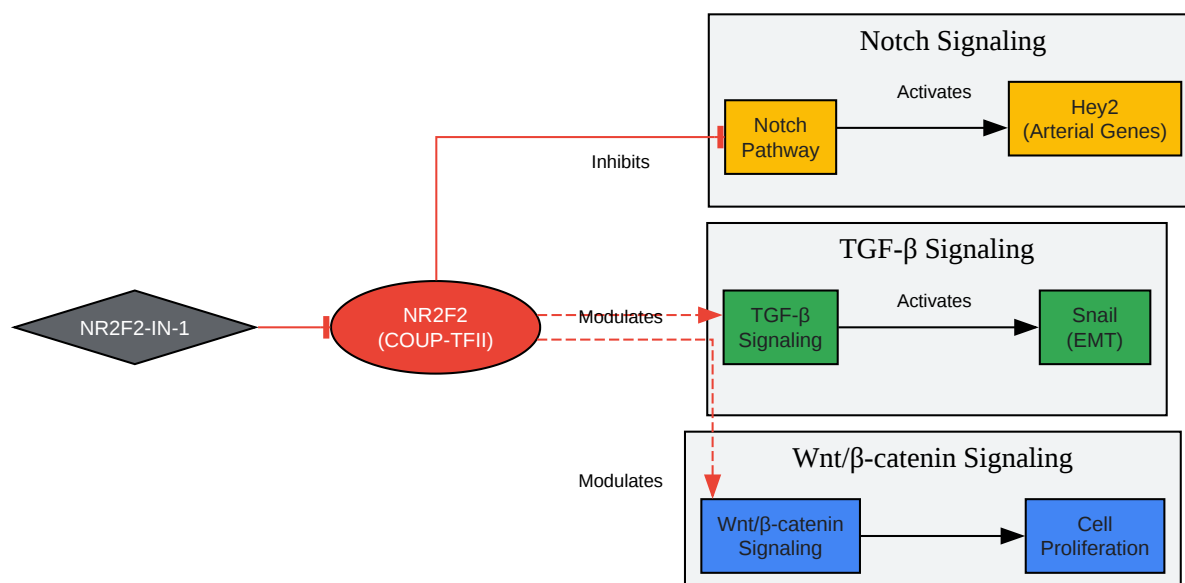 Notch Signaling
Activates
Notch
Pathway
Hey2
(Arterial Genes)
Inhibits
TGF-β Signaling
Activates
NR2F2-IN-1
NR2F2
(COUP-TFII)
Modulates
TGF-β
Signaling
Snail
(EMT)
Wnt/β-catenin Signaling
Modulates
Wnt/β-catenin
Signaling
Cell
Proliferation